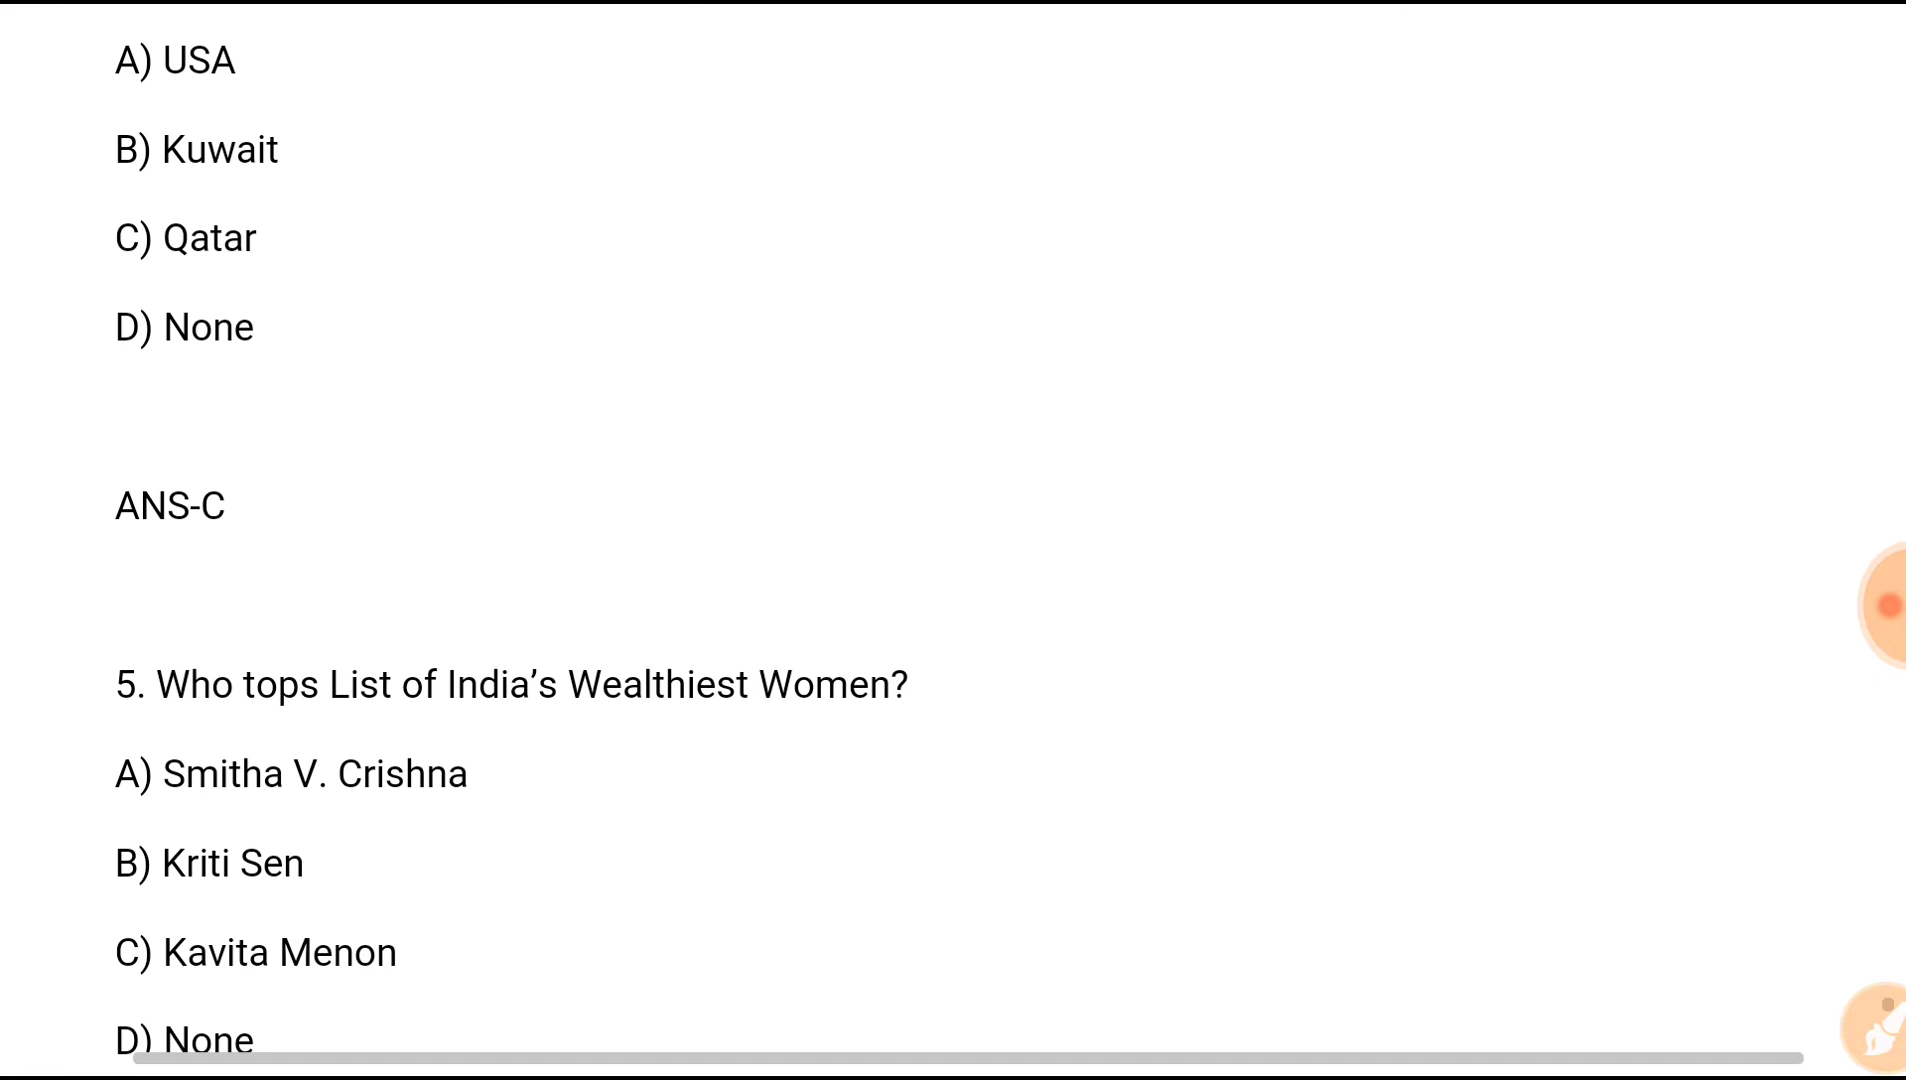 A) USA
B) Kuwait
C) Qatar
D) None
ANS-C
5. Who tops List of India’s Wealthiest Women?
A) Smitha V. Crishna
B) Kriti Sen
C) Kavita Menon
D) None